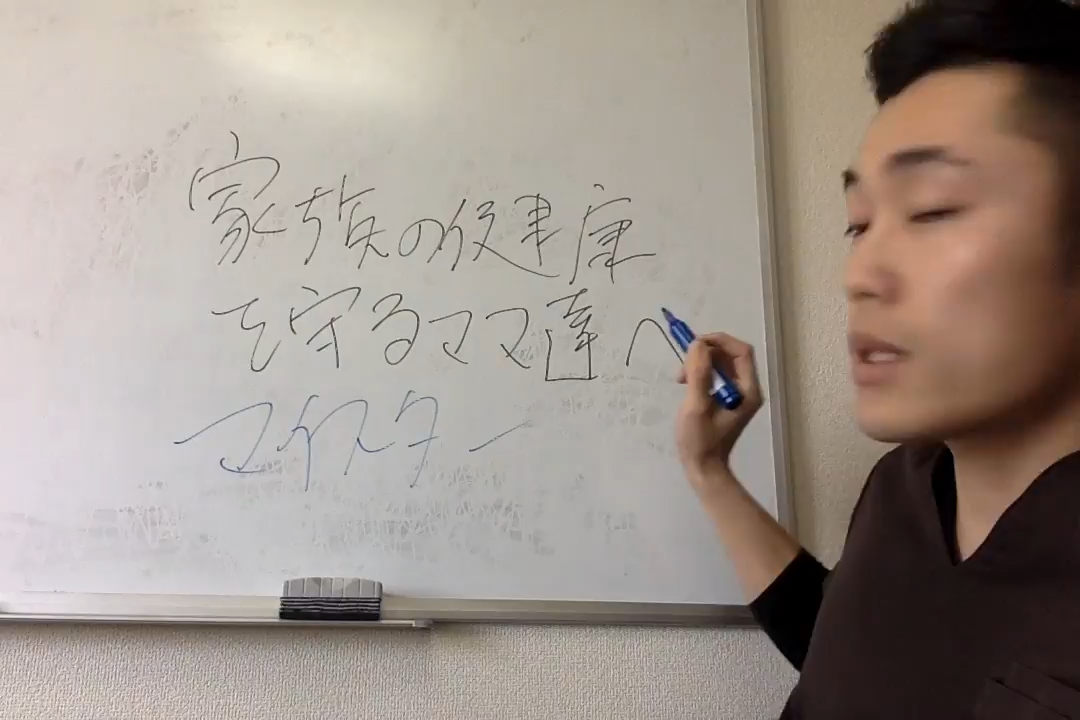 家族の健康
を守るママ達へ
マイスター